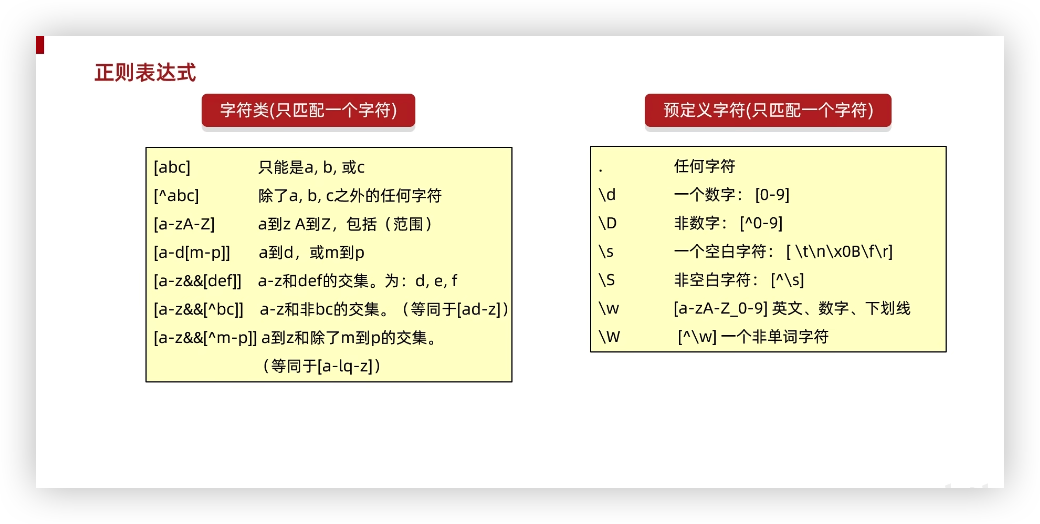 正则表达式
字符类(只匹配一个字符)
[abc] 只能是a, b, 或c
[^abc] 除了a, b, c之外的任何字符
[a-zA-Z] a到z A到Z，包括（范围）
[a-d[m-p]] a到d，或m到p
[a-z&&[def]] a-z和def的交集。为：d, e, f
[a-z&&[^bc]] a-z和非bc的交集。（等同于[ad-z]）
[a-z&&[^m-p]] a到z和除了m到p的交集。
（等同于[a-lq-z]）
预定义字符(只匹配一个字符)
. 任何字符
\d 一个数字： [0-9]
\D 非数字： [^0-9]
\s 一个空白字符： [ \t\n\x0B\f\r]
\S 非空白字符： [^\s]
\w [a-zA-Z_0-9] 英文、数字、下划线
\W [^\w] 一个非单词字符